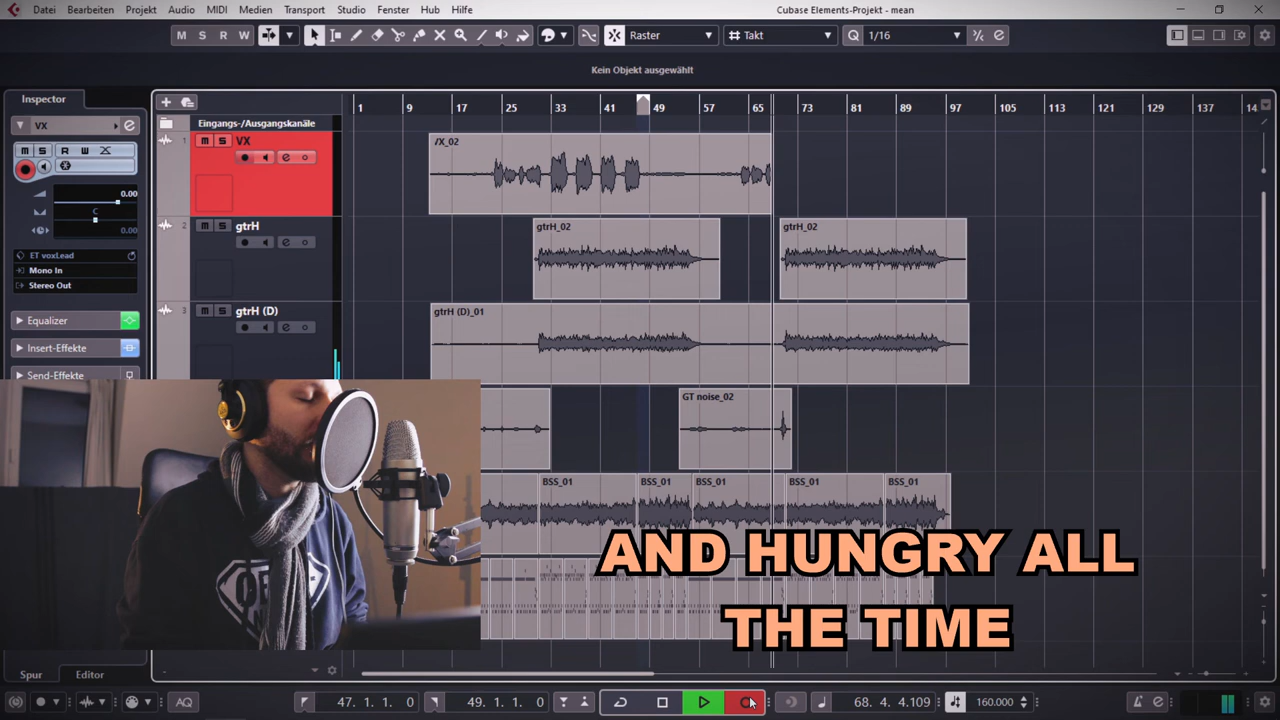 Datei Bearbeiten Projekt Audio MIDI Medien Transport Studio Fenster Hub Hilfe
Cubase Elements-Projekt - mean
M S R W
Raster
Takt
Q 1/16
Kein Objekt ausgewählt
Inspector
Eingangs-/Ausgangskanäle
1 9 17 25 33 41 49 57 65 73 81 89 97 105 113 121 129 137 14
VX
M S R W
0.00
C
0.00
ET voxLead
Mono In
Stereo Out
Equalizer
Insert-Effekte
Send-Effekte
1 M S VX
2 M S gtrH
3 M S gtrH (D)
VX_02
gtrH_02
gtrH_02
gtrH (D)_01
GT noise_02
BSS_01 BSS_01 BSS_01 BSS_01 BSS_01
AND HUNGRY ALL
THE TIME
Spur Editor
AQ
47. 1. 1. 0
49. 1. 1. 0
68. 4. 4.109
160.000